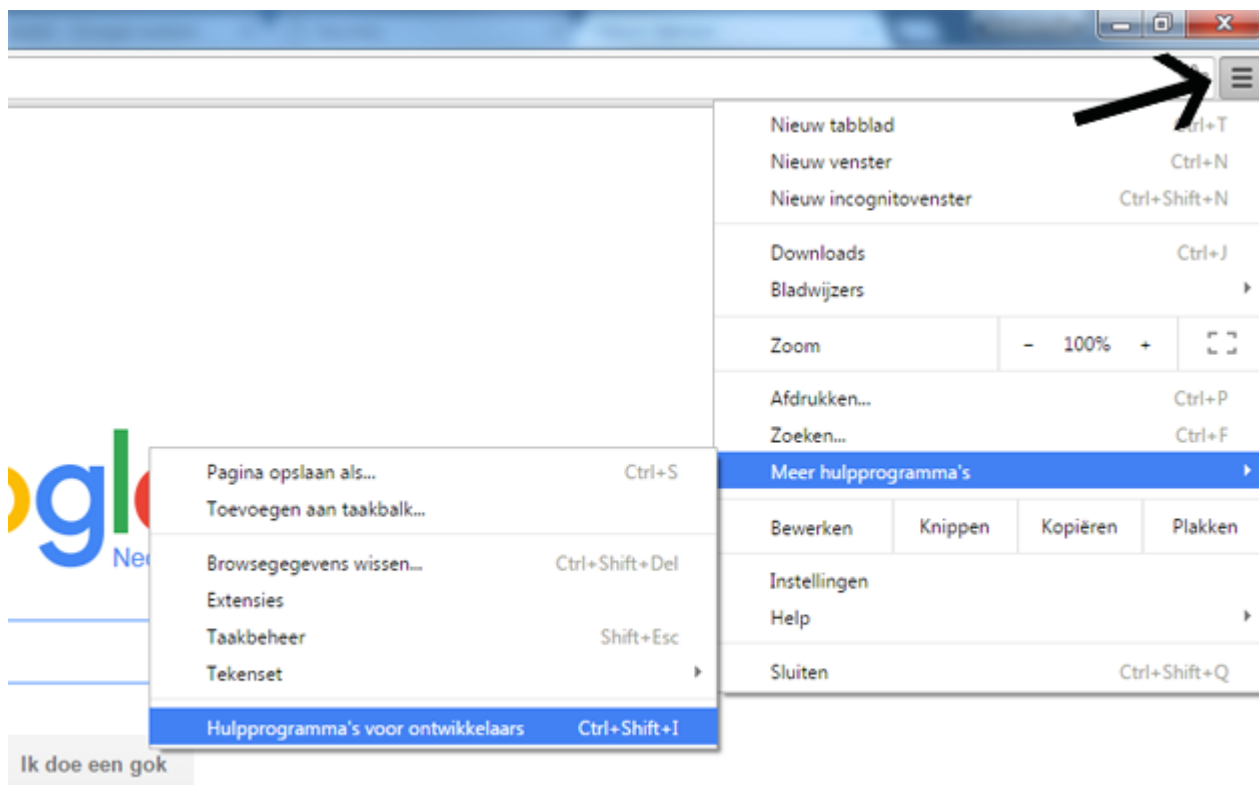 Nieuw tabblad Ctrl+T
Nieuw venster Ctrl+N
Nieuw incognitovenster Ctrl+Shift+N
Downloads Ctrl+J
Bladwijzers
Zoom - 100% +
Afdrukken... Ctrl+P
Zoeken... Ctrl+F
Meer hulpprogramma's
Bewerken Knippen Kopiëren Plakken
Instellingen
Help
Sluiten Ctrl+Shift+Q
Pagina opslaan als... Ctrl+S
Toevoegen aan taakbalk...
Browsegegevens wissen... Ctrl+Shift+Del
Extensies
Taakbeheer Shift+Esc
Tekenset
Hulpprogramma's voor ontwikkelaars Ctrl+Shift+I
ogl
Ned
Ik doe een gok